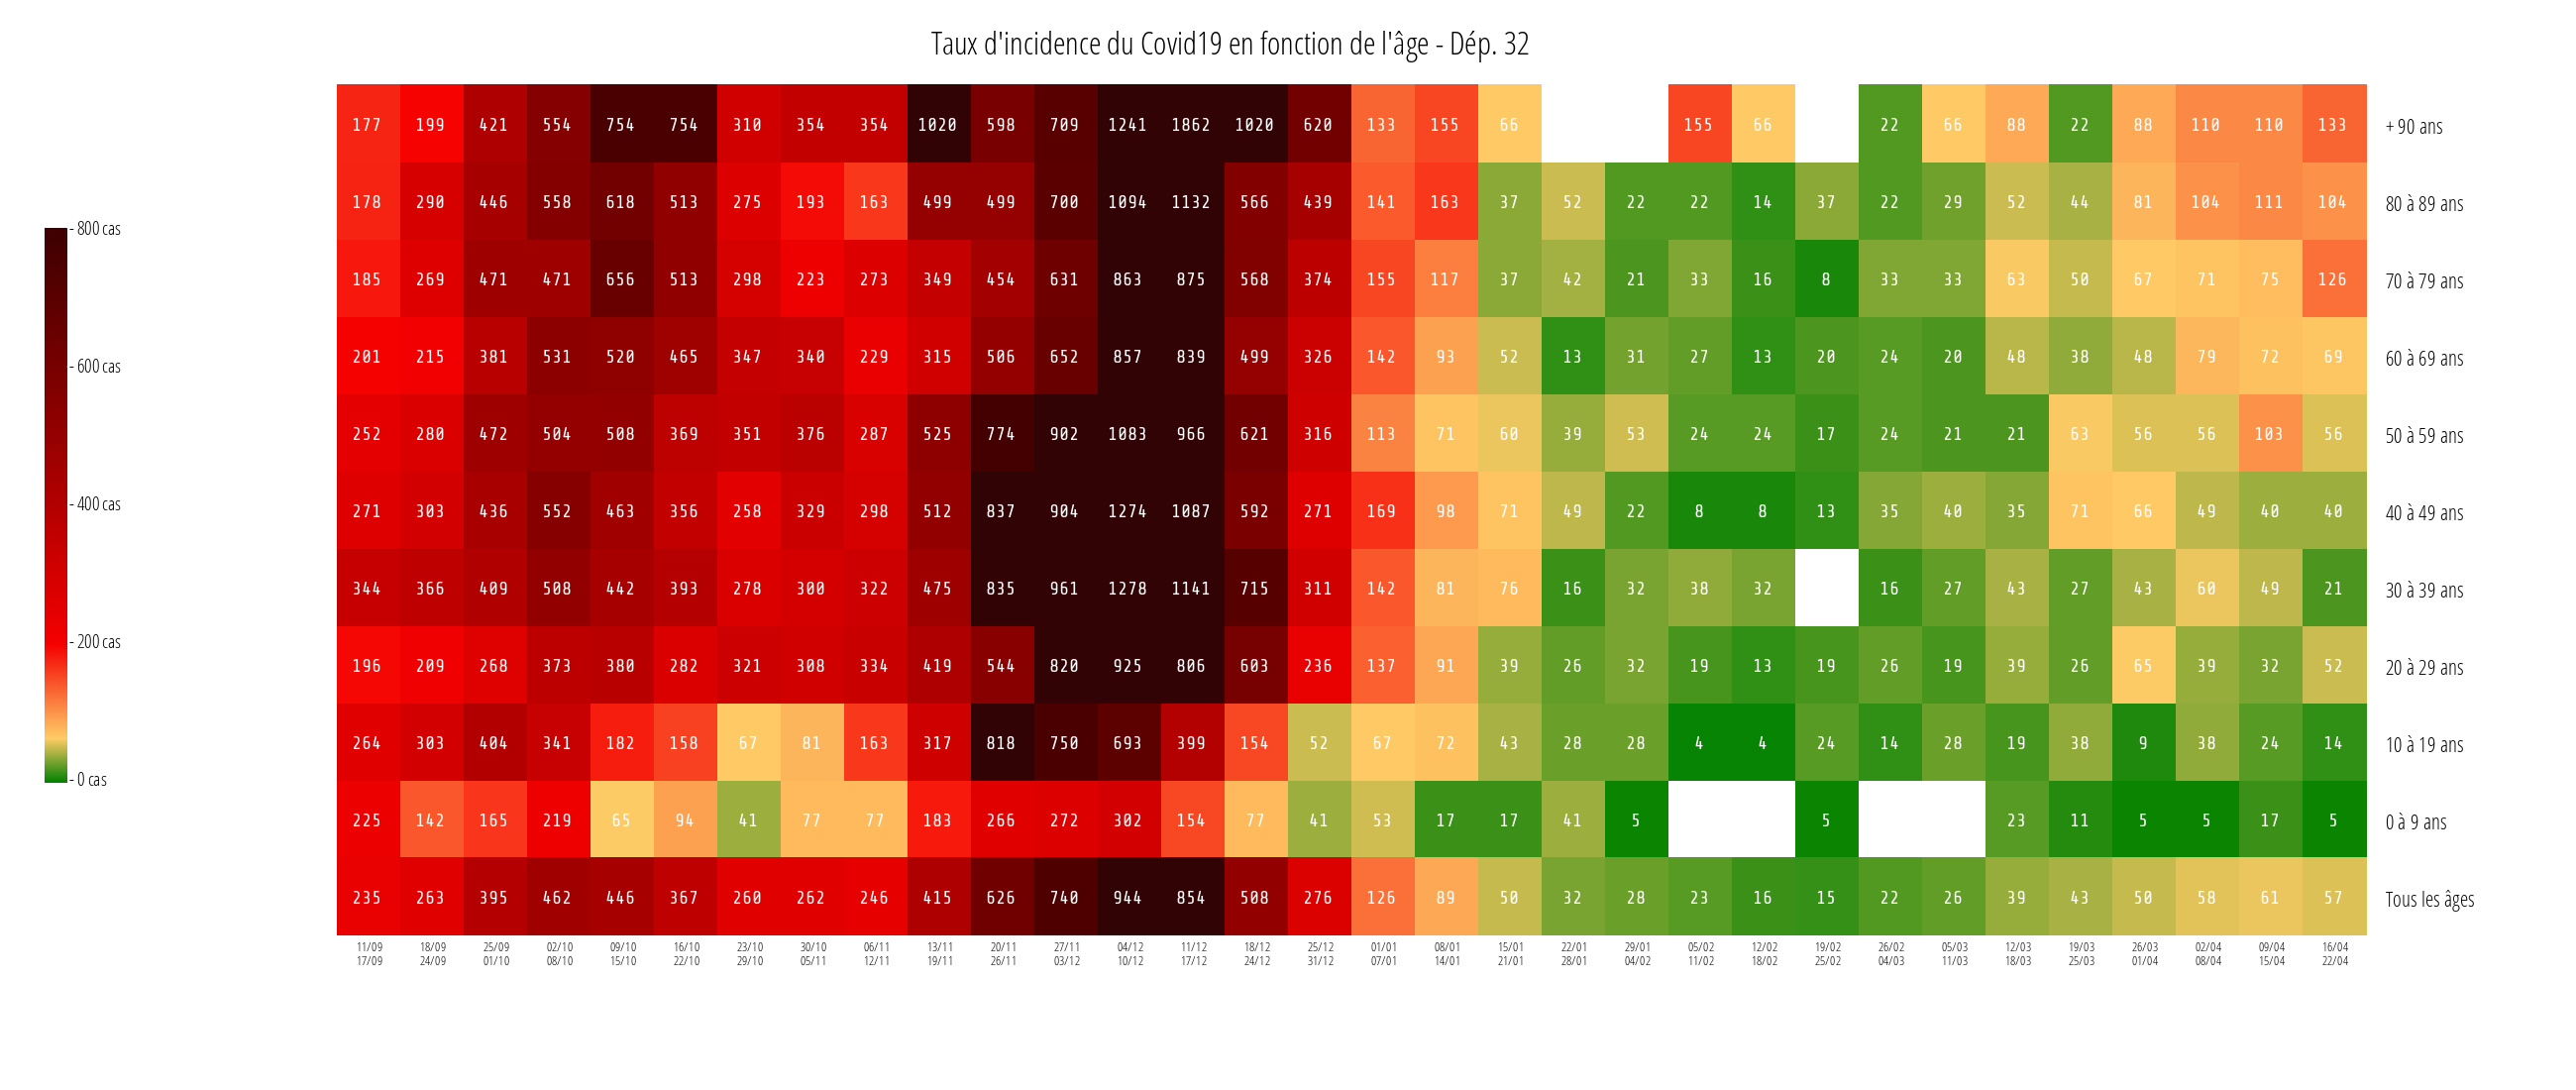 Taux d'incidence du Covid19 en fonction de l'âge - Dép. 32
- 800 cas
- 600 cas
- 400 cas
- 200 cas
- 0 cas
177 199 421 554 754 754 310 354 354 1020 598 709 1241 1862 1020 620 133 155 66 155 66 22 66 88 22 88 110 110 133 + 90 ans
178 290 446 558 618 513 275 193 163 499 499 700 1094 1132 566 439 141 163 37 52 22 22 14 37 22 29 52 44 81 104 111 104 80 à 89 ans
185 269 471 471 656 513 298 223 273 349 454 631 863 875 568 374 155 117 37 42 21 33 16 8 33 33 63 50 67 71 75 126 70 à 79 ans
201 215 381 531 520 465 347 340 229 315 506 652 857 839 499 326 142 93 52 13 31 27 13 20 24 20 48 38 48 79 72 69 60 à 69 ans
252 280 472 504 508 369 351 376 287 525 774 902 1083 966 621 316 113 71 60 39 53 24 24 17 24 21 21 63 56 56 103 56 50 à 59 ans
271 303 436 552 463 356 258 329 298 512 837 904 1274 1087 592 271 169 98 71 49 22 8 8 13 35 40 35 71 66 49 40 40 40 à 49 ans
344 366 409 508 442 393 278 300 322 475 835 961 1278 1141 715 311 142 81 76 16 32 38 32 16 27 43 27 43 60 49 21 30 à 39 ans
196 209 268 373 380 282 321 308 334 419 544 820 925 806 603 236 137 91 39 26 32 19 13 19 26 19 39 26 65 39 32 52 20 à 29 ans
264 303 404 341 182 158 67 81 163 317 818 750 693 399 154 52 67 72 43 28 28 4 4 24 14 28 19 38 9 38 24 14 10 à 19 ans
225 142 165 219 65 94 41 77 77 183 266 272 302 154 77 41 53 17 17 41 5 5 23 11 5 5 17 5 0 à 9 ans
235 263 395 462 446 367 260 262 246 415 626 740 944 854 508 276 126 89 50 32 28 23 16 15 22 26 39 43 50 58 61 57 Tous les âges
11/09 18/09 25/09 02/10 09/10 16/10 23/10 30/10 06/11 13/11 20/11 27/11 04/12 11/12 18/12 25/12 01/01 08/01 15/01 22/01 29/01 05/02 12/02 19/02 26/02 05/03 12/03 19/03 26/03 02/04 09/04 16/04
17/09 24/09 01/10 08/10 15/10 22/10 29/10 05/11 12/11 19/11 26/11 03/12 10/12 17/12 24/12 31/12 07/01 14/01 21/01 28/01 04/02 11/02 18/02 25/02 04/03 11/03 18/03 25/03 01/04 08/04 15/04 22/04